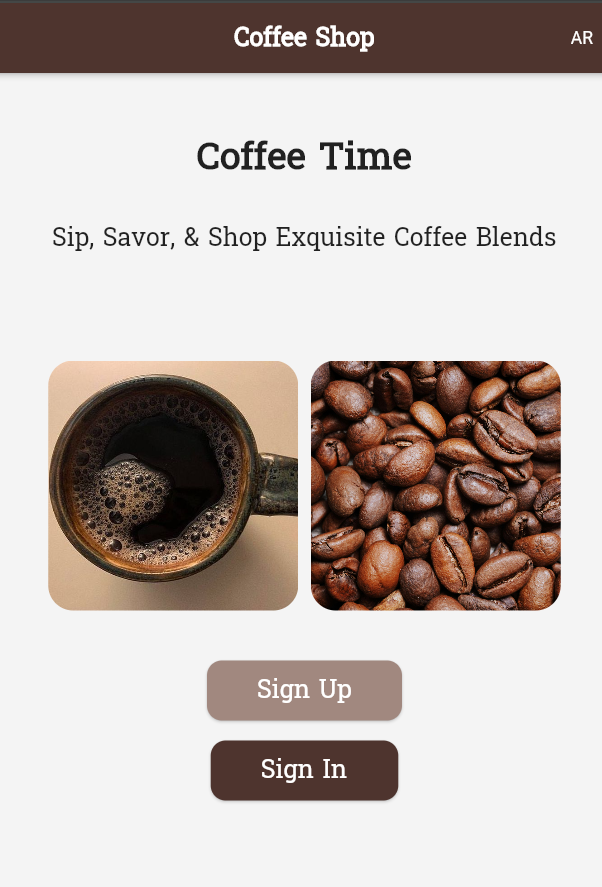 Coffee Shop
AR
Coffee Time
Sip, Savor, & Shop Exquisite Coffee Blends
Sign Up
Sign In